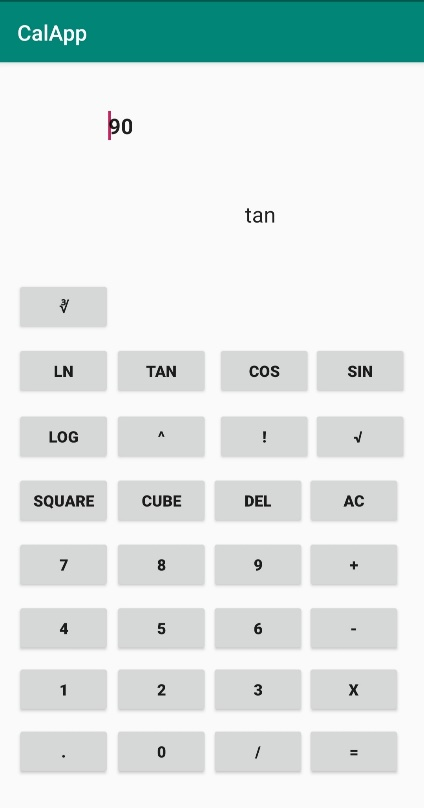 CalApp
90
tan
∛
LN TAN COS SIN
LOG ^ ! √
SQUARE CUBE DEL AC
7 8 9 +
4 5 6 -
1 2 3 X
. 0 / =